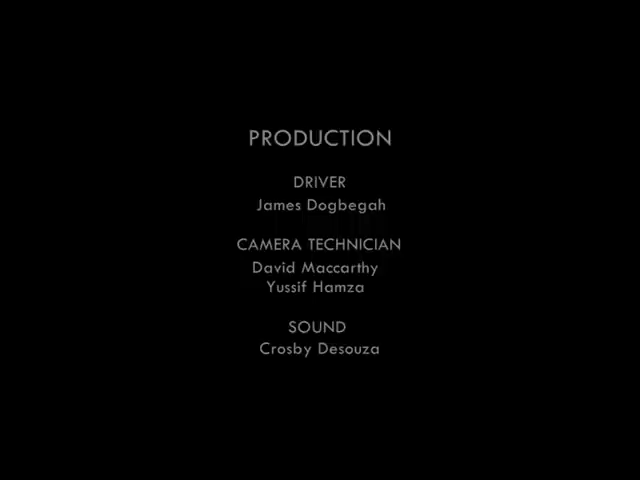 PRODUCTION
DRIVER
James Dogbegah
CAMERA TECHNICIAN
David Maccarthy
Yussif Hamza
SOUND
Crosby Desouza